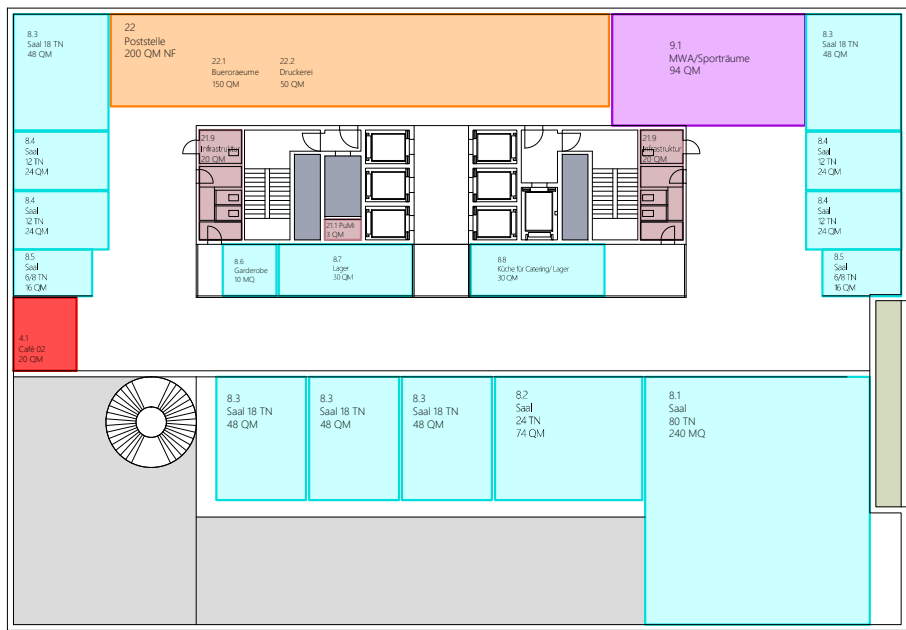 8.3
Saal 18 TN
48 QM
22
Poststelle
200 QM NF
22.1
Bueroraeume
150 QM
22.2
Druckerei
50 QM
9.1
MWA/Sporträume
94 QM
8.3
Saal 18 TN
48 QM
8.4
Saal
12 TN
24 QM
21.9
Infrastruktur
20 QM
21.9
Infrastruktur
20 QM
8.4
Saal
12 TN
24 QM
8.4
Saal
12 TN
24 QM
21.1 PuMi
3 QM
8.4
Saal
12 TN
24 QM
8.5
Saal
6/8 TN
16 QM
8.6
Garderobe
10 MQ
8.7
Lager
30 QM
8.8
Küche für Catering/ Lager
30 QM
8.5
Saal
6/8 TN
16 QM
4.1
Cafè 02
20 QM
8.3
Saal 18 TN
48 QM
8.3
Saal 18 TN
48 QM
8.3
Saal 18 TN
48 QM
8.2
Saal
24 TN
74 QM
8.1
Saal
80 TN
240 MQ